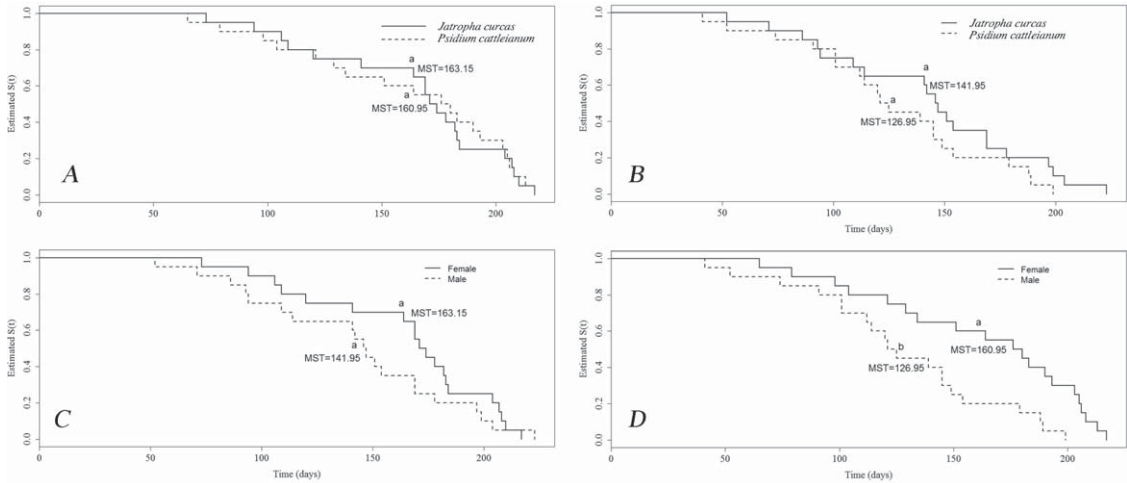 Jatropha curcas
Psidium cattleianum
a
MST=163.15
a
MST=160.95
A
Estimated S(t)
1.0
0.8
0.6
0.4
0.2
0.0
0 50 100 150 200
Jatropha curcas
Psidium cattleianum
a
MST=141.95
a
MST=126.95
B
Estimated S(t)
1.0
0.8
0.6
0.4
0.2
0.0
0 50 100 150 200
Time (days)
Female
Male
a
MST=163.15
a
MST=141.95
C
Estimated S(t)
1.0
0.8
0.6
0.4
0.2
0.0
0 50 100 150 200
Time (days)
Female
Male
a
MST=160.95
b
MST=126.95
D
Estimated S(t)
1.0
0.8
0.6
0.4
0.2
0.0
0 50 100 150 200
Time (days)